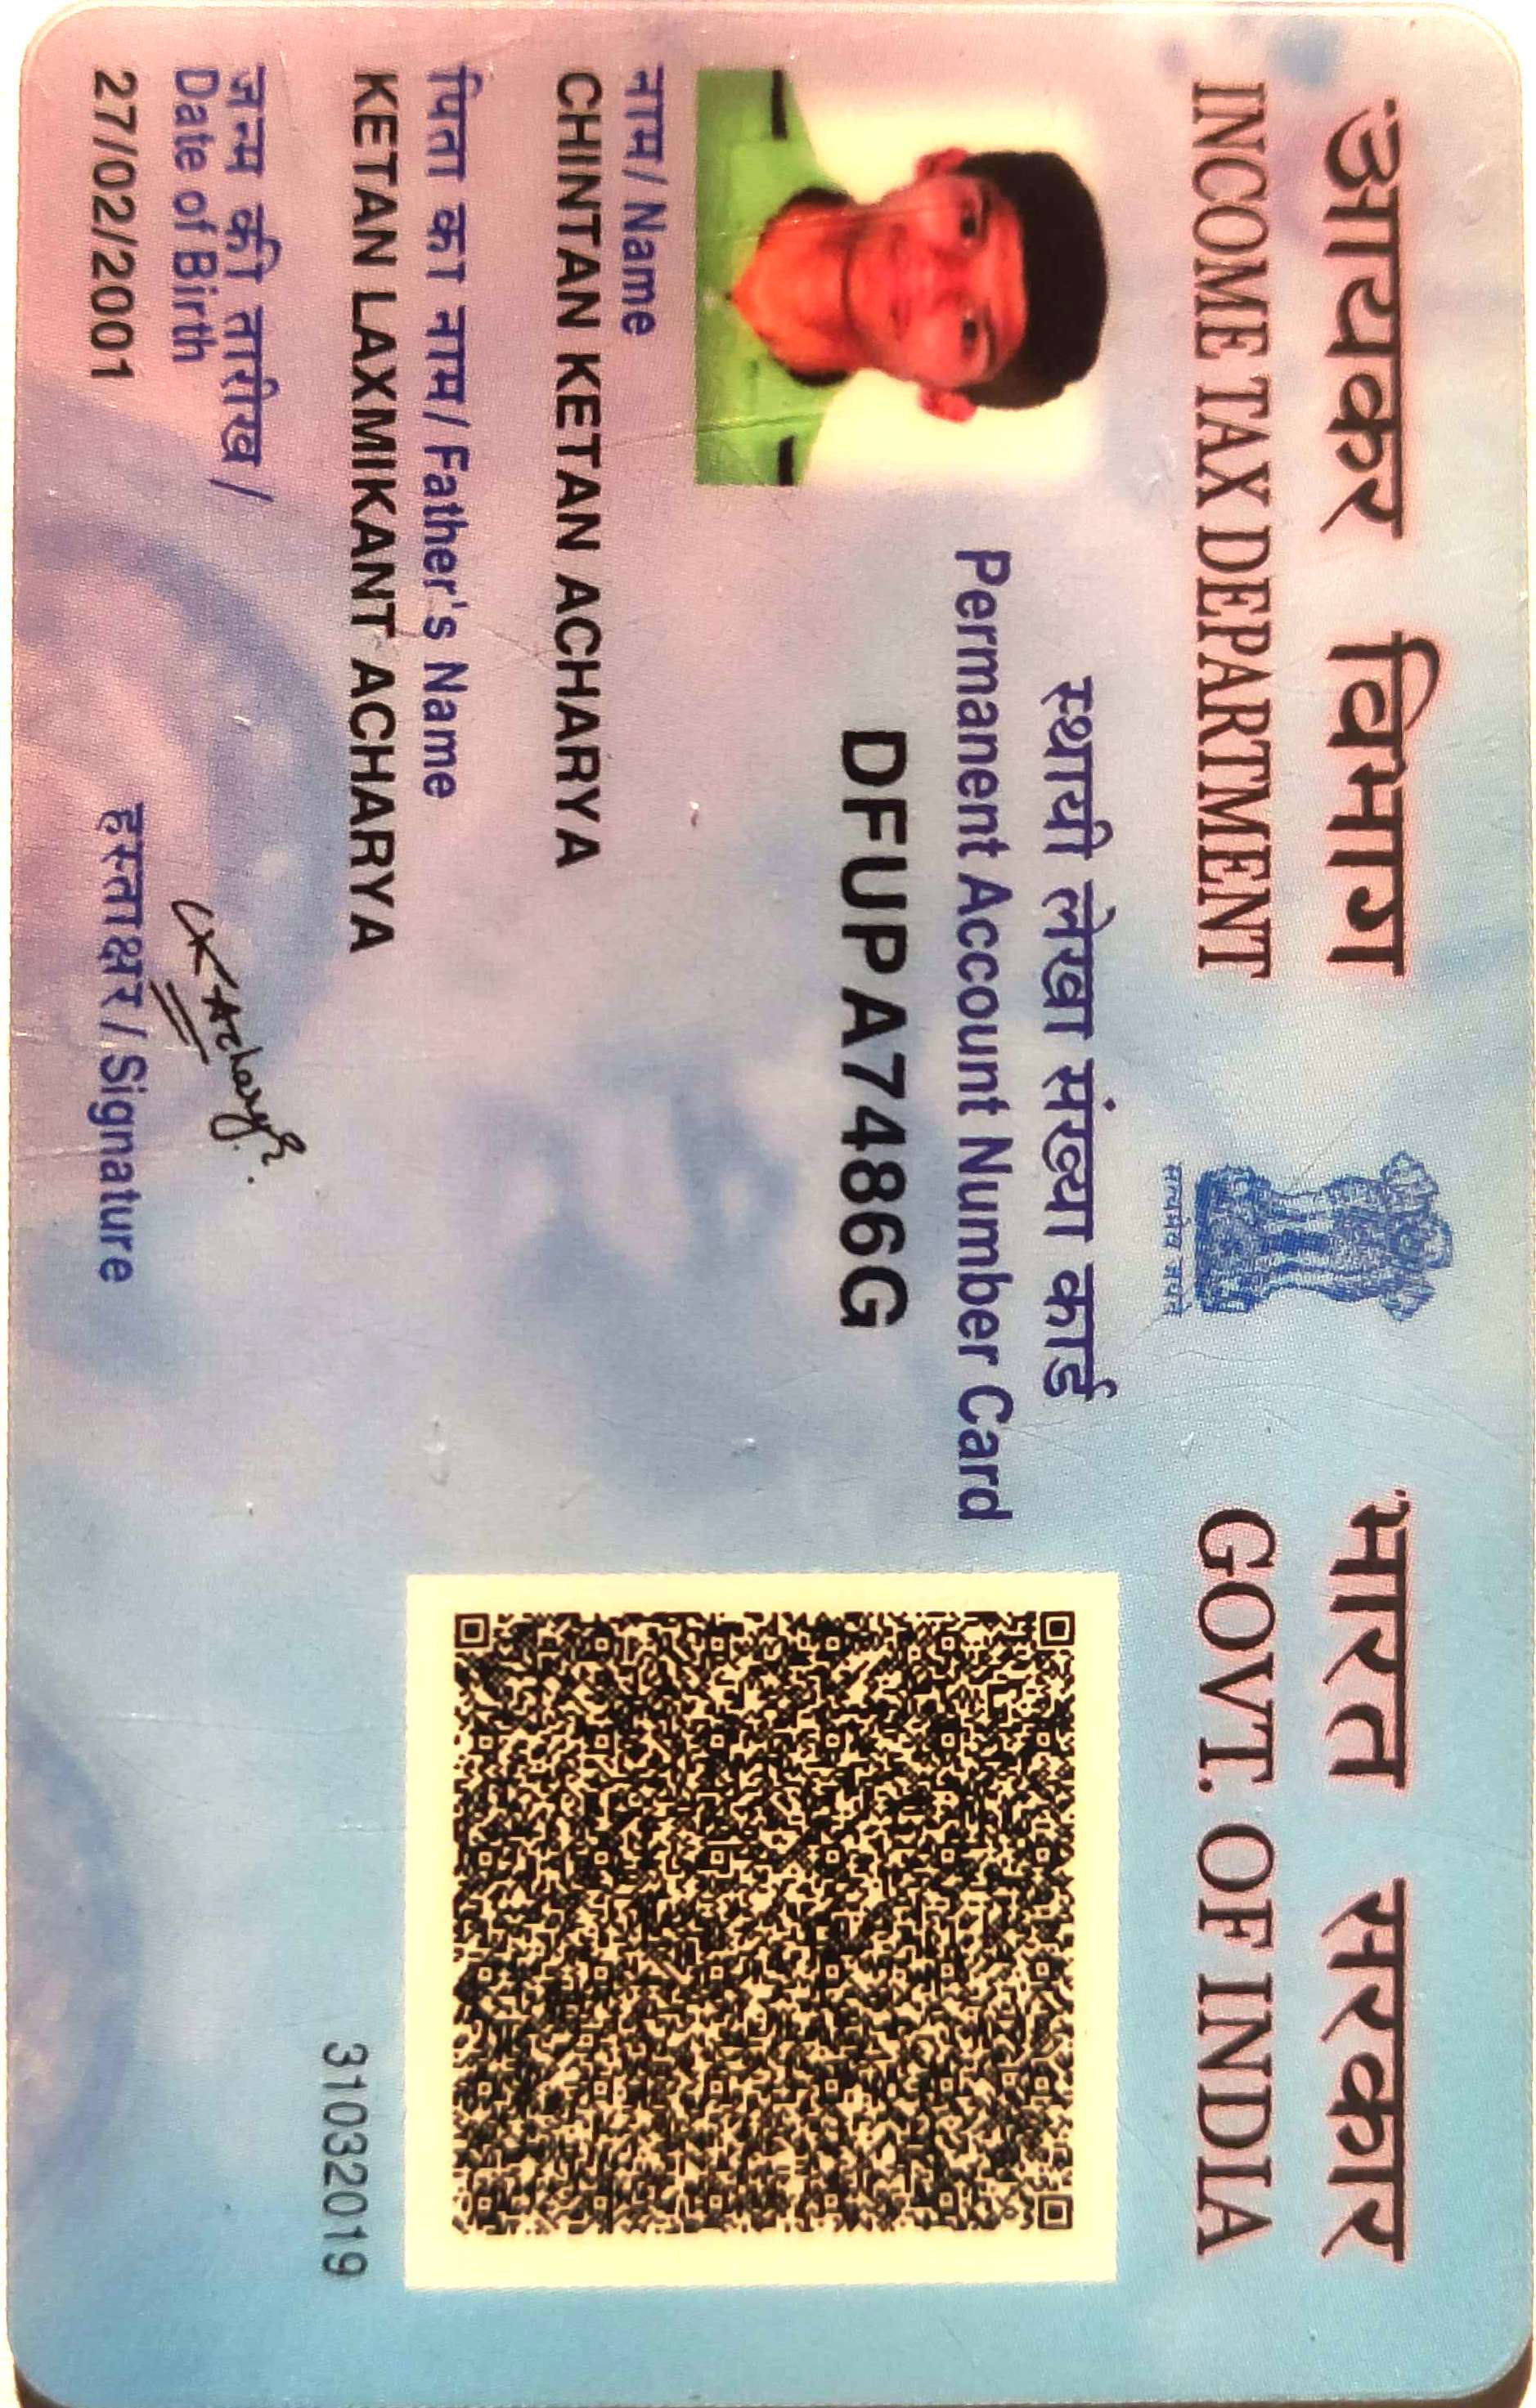 आयकर विभाग
INCOME TAX DEPARTMENT
सत्यमेव जयते
भारत सरकार
GOVT. OF INDIA
स्थायी लेखा संख्या कार्ड
Permanent Account Number Card
DFUPA7486G
नाम/ Name
CHINTAN KETAN ACHARYA
पिता का नाम/ Father's Name
KETAN LAXMIKANT ACHARYA
31032019
जन्म की तारीख /
Date of Birth
27/02/2001
CK Acharya.
हस्ताक्षर / Signature